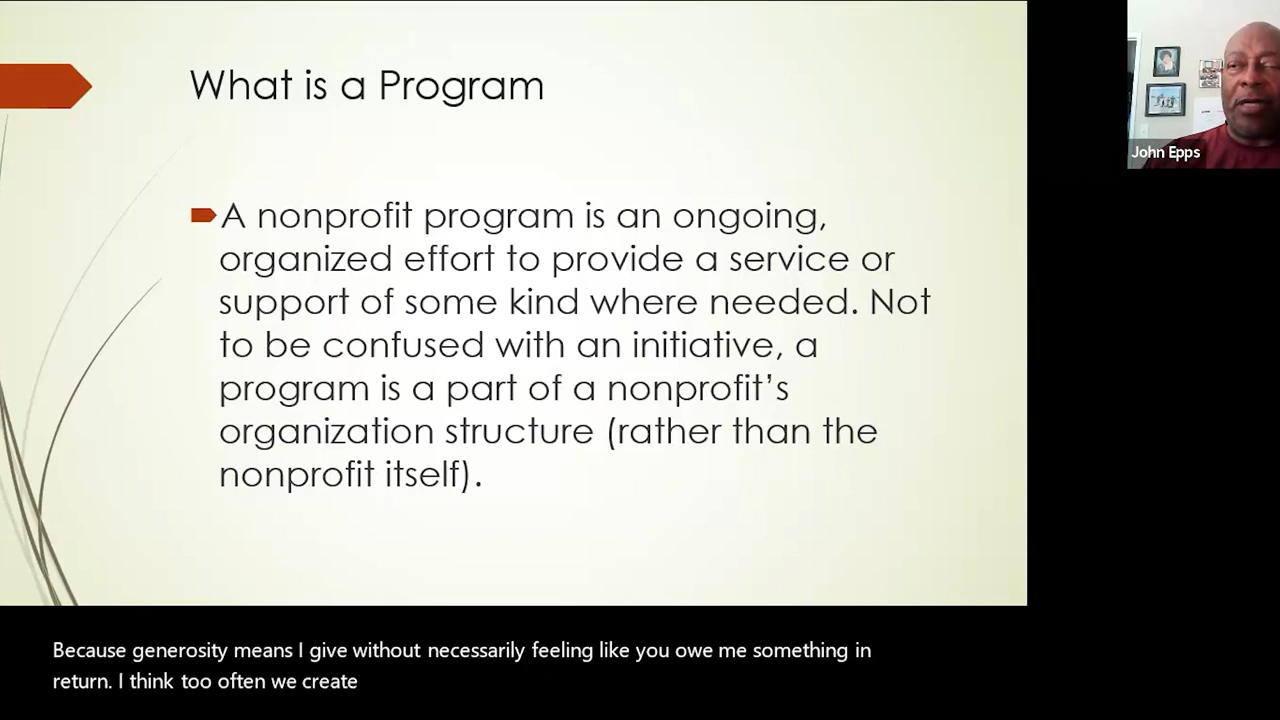 What is a Program
A nonprofit program is an ongoing,
organized effort to provide a service or
support of some kind where needed. Not
to be confused with an initiative, a
program is a part of a nonprofit’s
organization structure (rather than the
nonprofit itself).
John Epps
Because generosity means I give without necessarily feeling like you owe me something in
return. I think too often we create